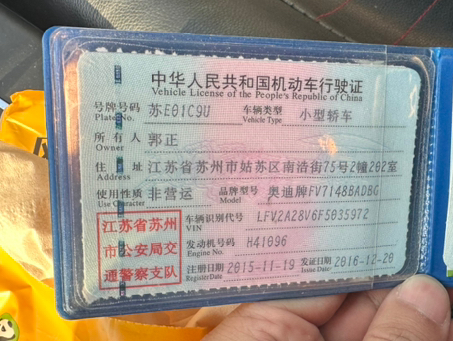 中华人民共和国机动车行驶证
Vehicle License of the People's Republic of China
号牌号码 苏E01C9U 车辆类型 小型轿车
Plate No. Vehicle Type
所有人 郭正
Owner
住址 江苏省苏州市姑苏区南浩街75号2幢202室
Address
使用性质 非营运 品牌型号 奥迪牌FV7148BADBG
Use Character Model
江苏省苏州市公安局交通警察支队
车辆识别代号 LFV2A28V6F5035972
VIN
发动机号码 H41096
Engine No.
注册日期 2015-11-19 发证日期 2016-12-20
Register Date Issue Date